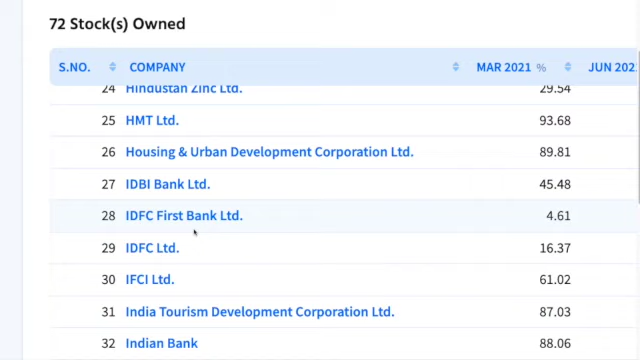 72 Stock(s) Owned
S.NO. COMPANY MAR 2021 % JUN 202
24 Hindustan Zinc Ltd. 29.54
25 HMT Ltd. 93.68
26 Housing & Urban Development Corporation Ltd. 89.81
27 IDBI Bank Ltd. 45.48
28 IDFC First Bank Ltd. 4.61
29 IDFC Ltd. 16.37
30 IFCI Ltd. 61.02
31 India Tourism Development Corporation Ltd. 87.03
32 Indian Bank 88.06